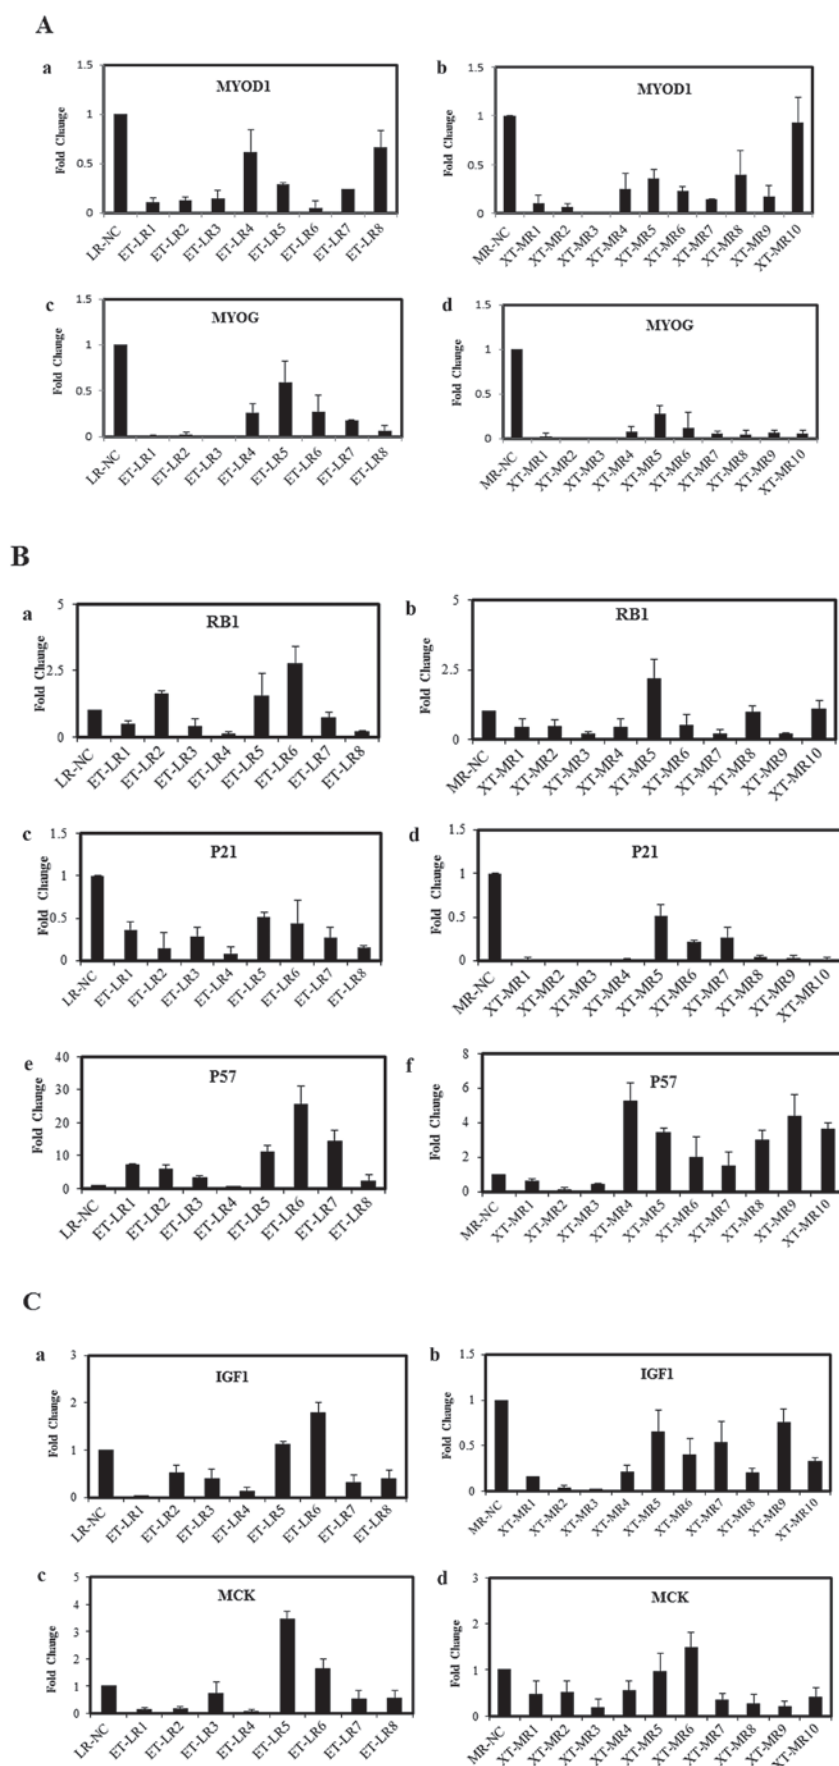 A
a
MYOD1
Fold Change
1.5
1
0.5
0
LR-NC
ET-LR1
ET-LR2
ET-LR3
ET-LR4
ET-LR5
ET-LR6
ET-LR7
ET-LR8
b
MYOD1
Fold Change
1.5
1
0.5
0
MR-NC
XT-MR1
XT-MR2
XT-MR3
XT-MR4
XT-MR5
XT-MR6
XT-MR7
XT-MR8
XT-MR9
XT-MR10
c
MYOG
Fold Change
1.5
1
0.5
0
LR-NC
ET-LR1
ET-LR2
ET-LR3
ET-LR4
ET-LR5
ET-LR6
ET-LR7
ET-LR8
d
MYOG
Fold Change
1.5
1
0.5
0
MR-NC
XT-MR1
XT-MR2
XT-MR3
XT-MR4
XT-MR5
XT-MR6
XT-MR7
XT-MR8
XT-MR9
XT-MR10
B
a
RB1
Fold Change
5
2.5
0
LR-NC
ET-LR1
ET-LR2
ET-LR3
ET-LR4
ET-LR5
ET-LR6
ET-LR7
ET-LR8
b
RB1
Fold Change
5
2.5
0
MR-NC
XT-MR1
XT-MR2
XT-MR3
XT-MR4
XT-MR5
XT-MR6
XT-MR7
XT-MR8
XT-MR9
XT-MR10
c
P21
Fold Change
1.5
1
0.5
0
LR-NC
ET-LR1
ET-LR2
ET-LR3
ET-LR4
ET-LR5
ET-LR6
ET-LR7
ET-LR8
d
P21
Fold Change
1.5
1
0.5
0
MR-NC
XT-MR1
XT-MR2
XT-MR3
XT-MR4
XT-MR5
XT-MR6
XT-MR7
XT-MR8
XT-MR9
XT-MR10
e
P57
Fold Change
40
30
20
10
0
LR-NC
ET-LR1
ET-LR2
ET-LR3
ET-LR4
ET-LR5
ET-LR6
ET-LR7
ET-LR8
f
P57
Fold Change
8
6
4
2
0
MR-NC
XT-MR1
XT-MR2
XT-MR3
XT-MR4
XT-MR5
XT-MR6
XT-MR7
XT-MR8
XT-MR9
XT-MR10
C
a
IGF1
Fold Change
3
2
1
0
LR-NC
ET-LR1
ET-LR2
ET-LR3
ET-LR4
ET-LR5
ET-LR6
ET-LR7
ET-LR8
b
IGF1
Fold Change
1.5
1
0.5
0
MR-NC
XT-MR1
XT-MR2
XT-MR3
XT-MR4
XT-MR5
XT-MR6
XT-MR7
XT-MR8
XT-MR9
XT-MR10
c
MCK
Fold Change
5
4
3
2
1
0
LR-NC
ET-LR1
ET-LR2
ET-LR3
ET-LR4
ET-LR5
ET-LR6
ET-LR7
ET-LR8
d
MCK
Fold Change
3
2
1
0
MR-NC
XT-MR1
XT-MR2
XT-MR3
XT-MR4
XT-MR5
XT-MR6
XT-MR7
XT-MR8
XT-MR9
XT-MR10